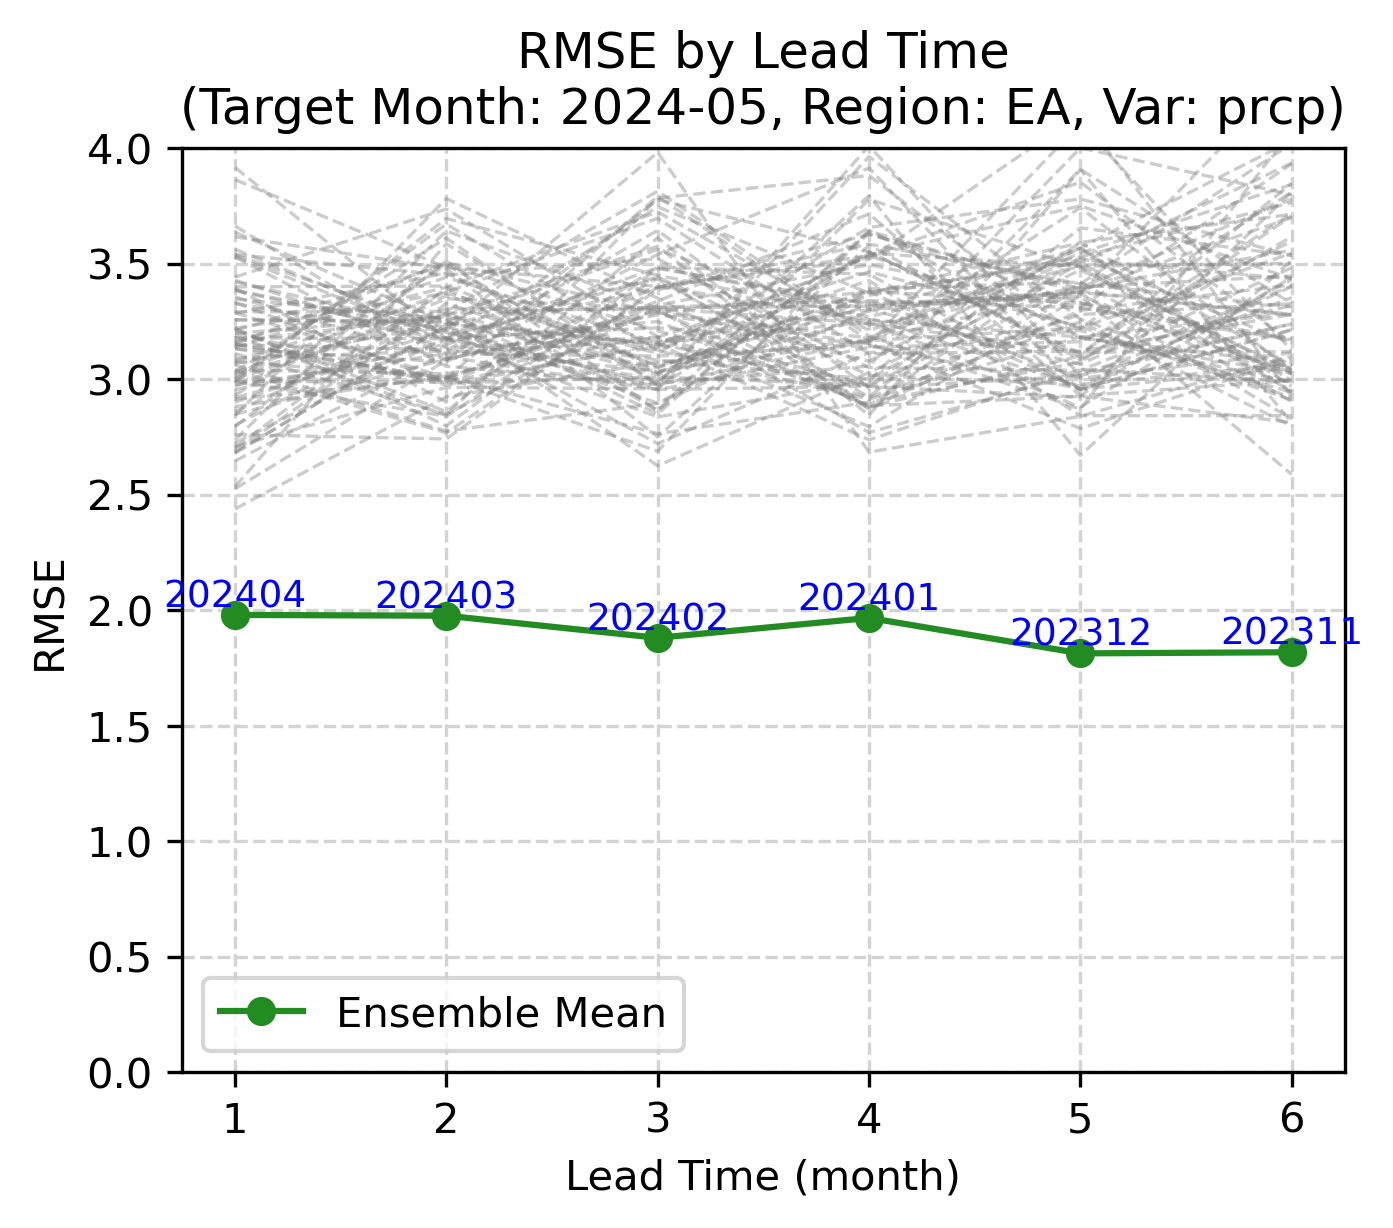 RMSE by Lead Time
(Target Month: 2024-05, Region: EA, Var: prcp)
4.0
3.5
3.0
2.5
2.0
1.5
1.0
0.5
0.0
RMSE
202404
202403
202402
202401
202312
202311
Ensemble Mean
1 2 3 4 5 6
Lead Time (month)